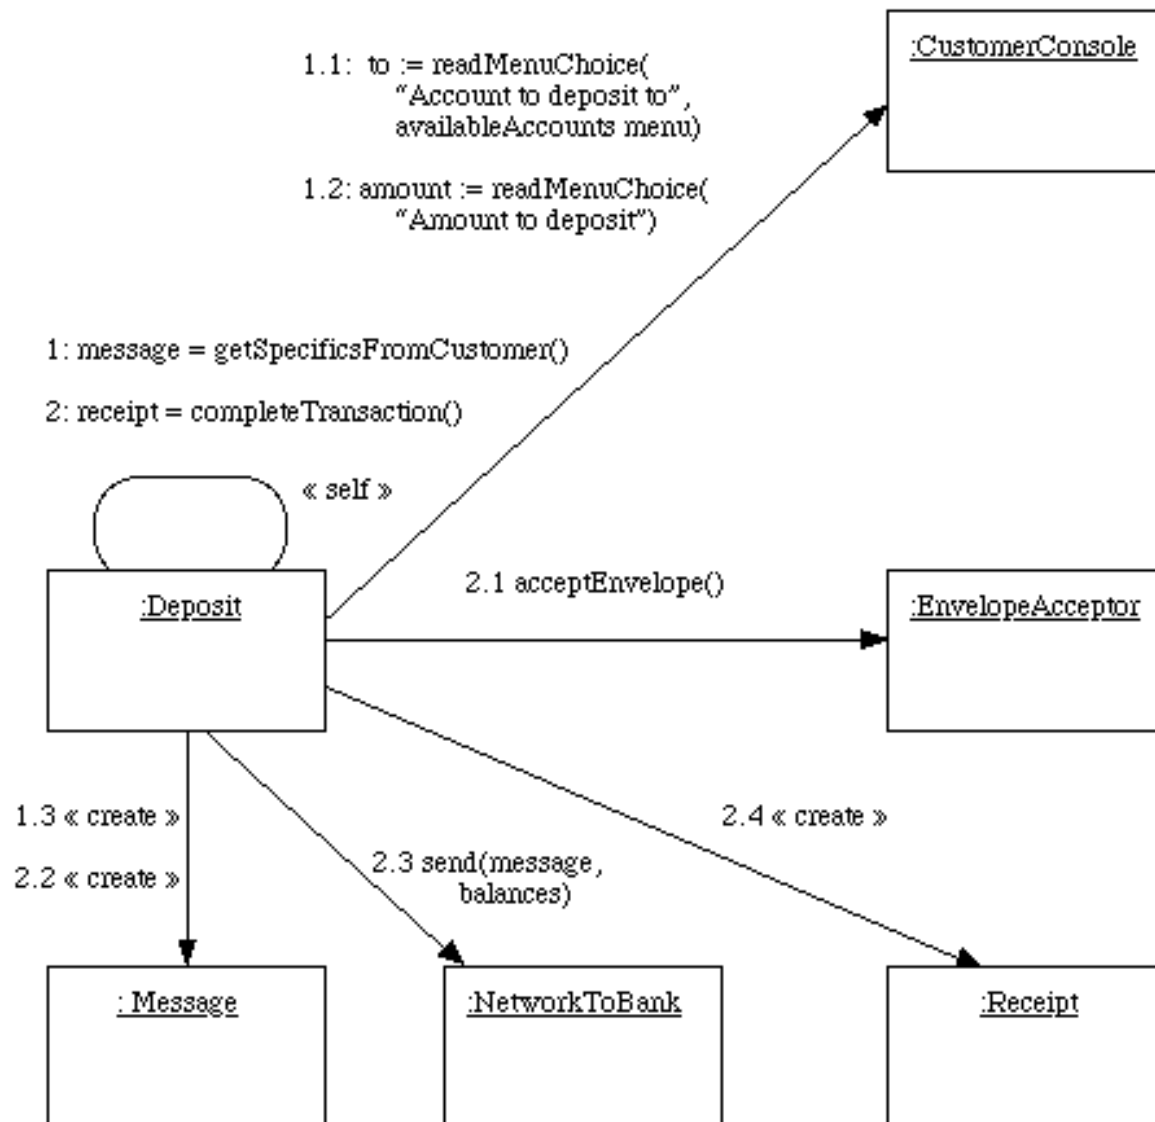 :CustomerConsole
1.1:  to := readMenuChoice(
“Account to deposit to”,
availableAccounts menu)
1.2: amount := readMenuChoice(
“Amount to deposit”)
1: message = getSpecificsFromCustomer()
2: receipt = completeTransaction()
« self »
:Deposit
2.1 acceptEnvelope()
:EnvelopeAcceptor
1.3 « create »
2.2 « create »
2.3 send(message,
balances)
2.4 « create »
: Message
:NetworkToBank
:Receipt